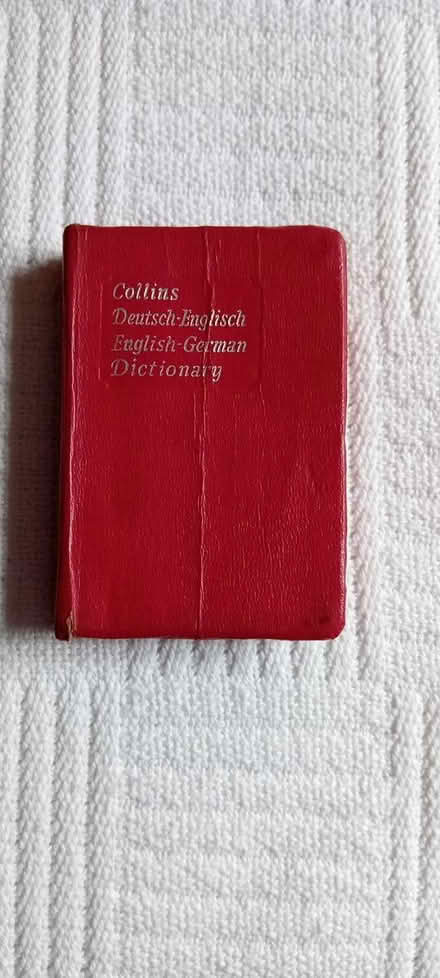 Collins
Deutsch-Englisch
English-German
Dictionary